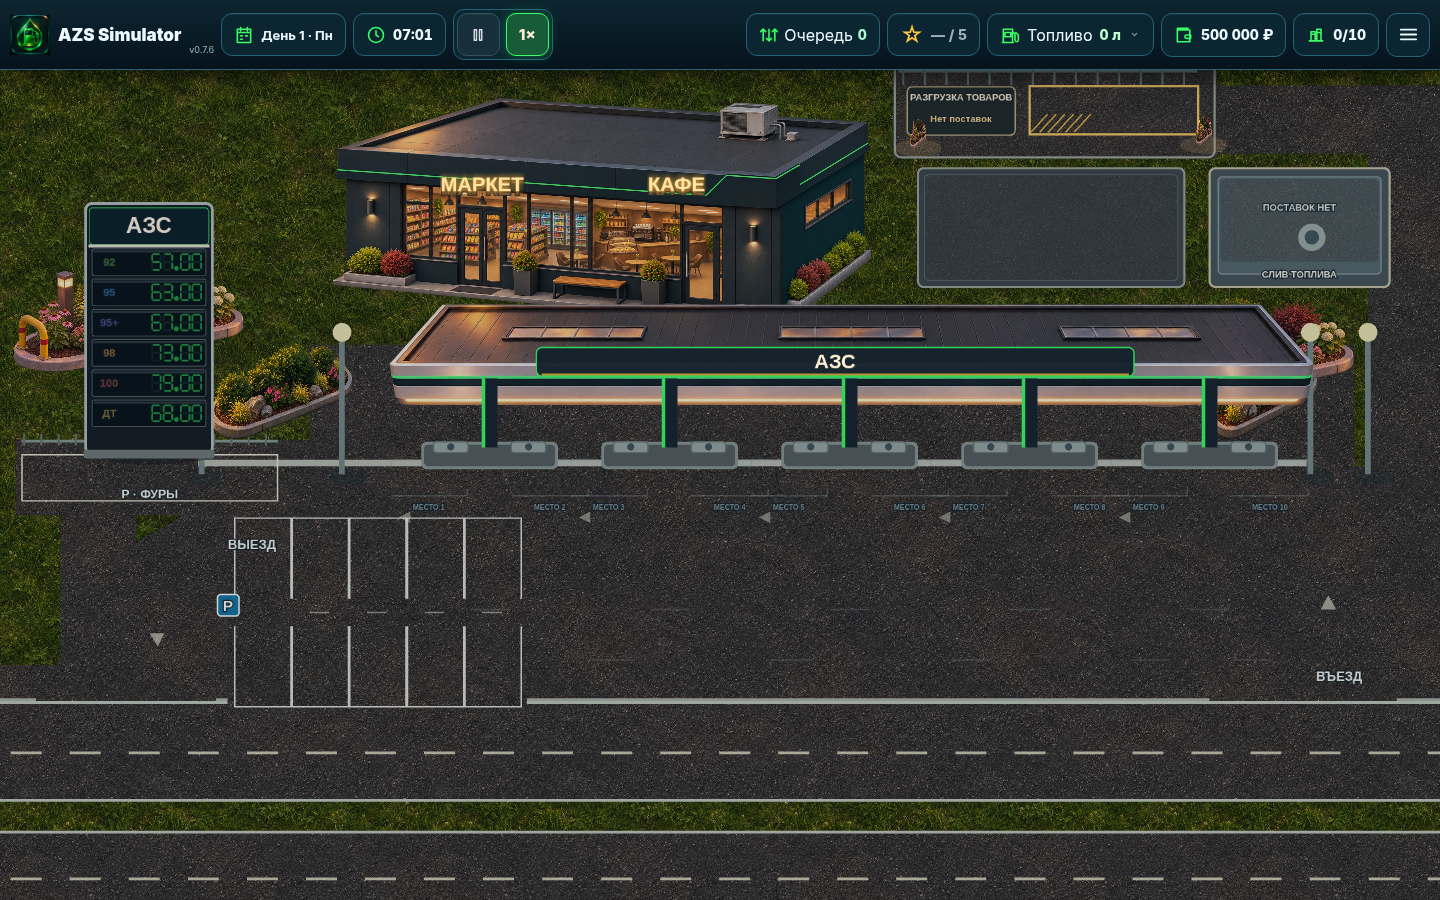 AZS Simulator
v0.7.6
День 1 · Пн
07:01
1×
Очередь 0
— / 5
Топливо 0 л
500 000 ₽
0/10
РАЗГРУЗКА ТОВАРОВ
Нет поставок
МАРКЕТ
КАФЕ
ПОСТАВОК НЕТ
СЛИВ ТОПЛИВА
АЗС
92 57.00
95 63.00
95+ 67.00
98 73.00
100 79.00
ДТ 68.00
АЗС
Р · ФУРЫ
МЕСТО 1
МЕСТО 2
МЕСТО 3
МЕСТО 4
МЕСТО 5
МЕСТО 6
МЕСТО 7
МЕСТО 8
МЕСТО 9
МЕСТО 10
ВЫЕЗД
P
ВЪЕЗД